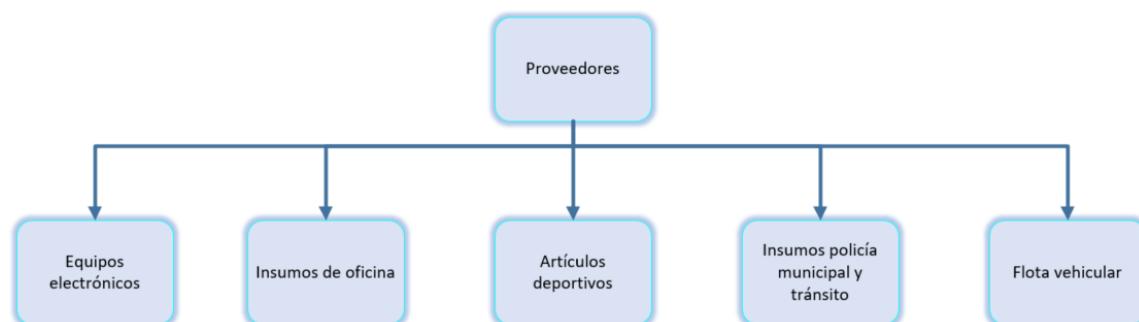 Proveedores
Equipos
electrónicos
Insumos de oficina
Artículos
deportivos
Insumos policía
municipal y
tránsito
Flota vehicular